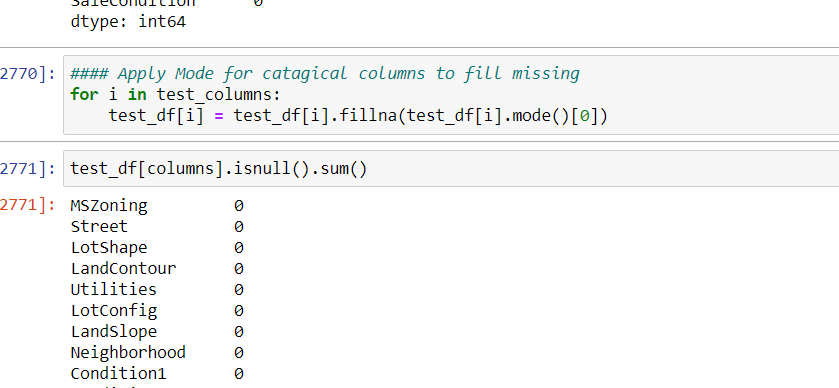 SaleCondition 0
dtype: int64
2770]: #### Apply Mode for catagical columns to fill missing
for i in test_columns:
    test_df[i] = test_df[i].fillna(test_df[i].mode()[0])
2771]: test_df[columns].isnull().sum()
2771]: MSZoning 0
Street 0
LotShape 0
LandContour 0
Utilities 0
LotConfig 0
LandSlope 0
Neighborhood 0
Condition1 0